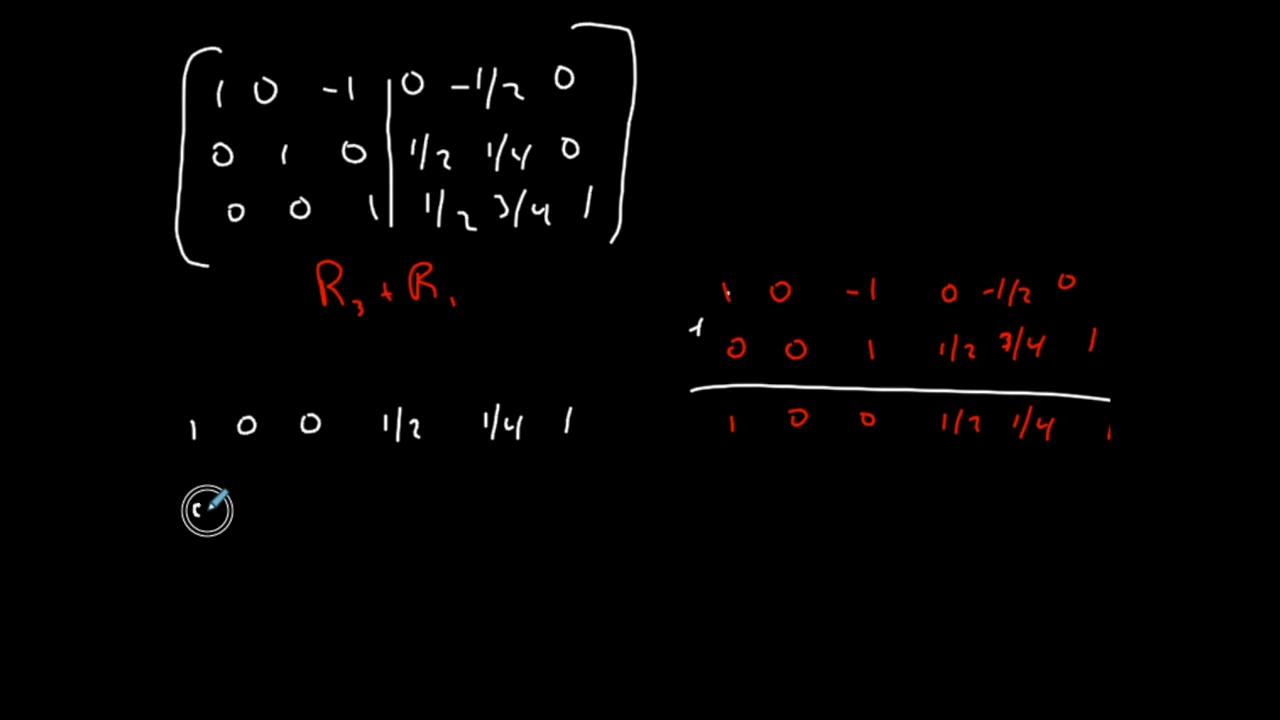 1 0 -1 | 0 -1/2 0
0 1 0 | 1/2 1/4 0
0 0 1 | 1/2 3/4 1
R₃ + R₁
1 0 -1 0 -1/2 0
+ 0 0 1 1/2 3/4 1
1 0 0 1/2 1/4 1
1 0 0 1/2 1/4 1